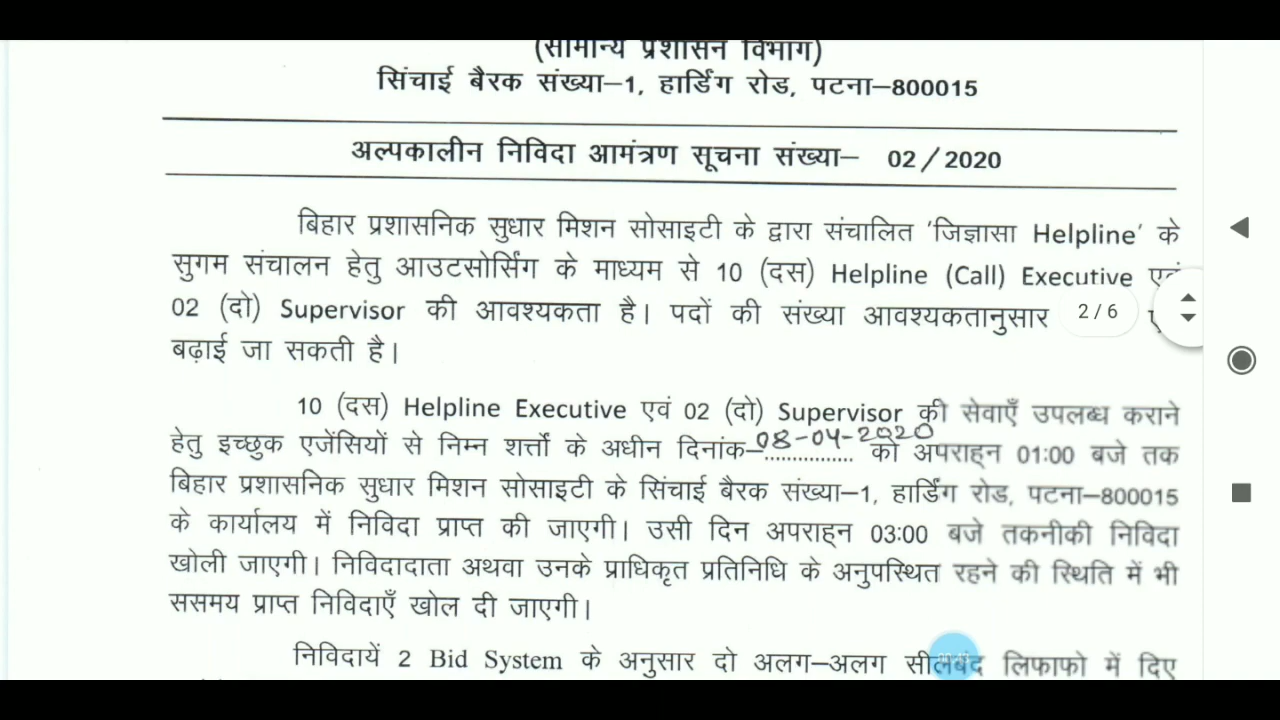 (सामान्य प्रशासन विभाग)
सिंचाई बैरक संख्या–1, हार्डिंग रोड, पटना–800015
अल्पकालीन निविदा आमंत्रण सूचना संख्या– 02/2020
बिहार प्रशासनिक सुधार मिशन सोसाइटी के द्वारा संचालित 'जिज्ञासा Helpline' के
सुगम संचालन हेतु आउटसोर्सिंग के माध्यम से 10 (दस) Helpline (Call) Executive एवं
02 (दो) Supervisor की आवश्यकता है। पदों की संख्या आवश्यकतानुसार
2/6
बढ़ाई जा सकती है।
10 (दस) Helpline Executive एवं 02 (दो) Supervisor की सेवाएँ उपलब्ध कराने
हेतु इच्छुक एजेंसियों से निम्न शर्त्तों के अधीन दिनांक–08-04-2020 को अपराह्न 01:00 बजे तक
बिहार प्रशासनिक सुधार मिशन सोसाइटी के सिंचाई बैरक संख्या–1, हार्डिंग रोड, पटना–800015
के कार्यालय में निविदा प्राप्त की जाएगी। उसी दिन अपराह्न 03:00 बजे तकनीकी निविदा
खोली जाएगी। निविदादाता अथवा उनके प्राधिकृत प्रतिनिधि के अनुपस्थित रहने की स्थिति में भी
ससमय प्राप्त निविदाएँ खोल दी जाएगी।
निविदायें 2 Bid System के अनुसार दो अलग–अलग सीलबंद लिफाफो में दिए